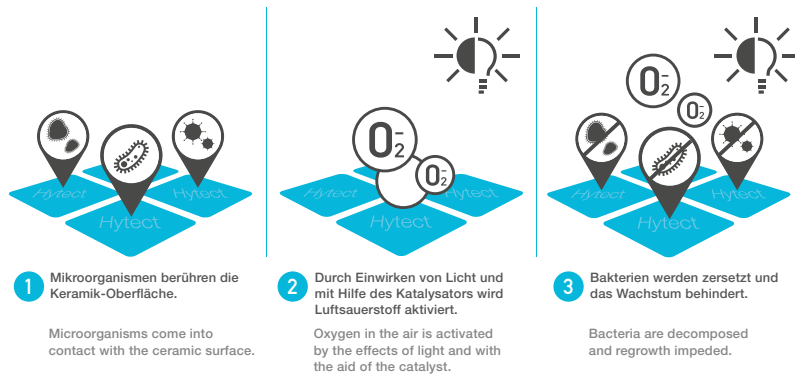 O₂⁻
O₂⁻
O₂⁻
O₂⁻
Hytect
Hytect
Hytect
Hytect
Hytect
Hytect
1
Mikroorganismen berühren die
Keramik-Oberfläche.
Microorganisms come into
contact with the ceramic surface.
2
Durch Einwirken von Licht und
mit Hilfe des Katalysators wird
Luftsauerstoff aktiviert.
Oxygen in the air is activated
by the effects of light and with
the aid of the catalyst.
3
Bakterien werden zersetzt und
das Wachstum behindert.
Bacteria are decomposed
and regrowth impeded.